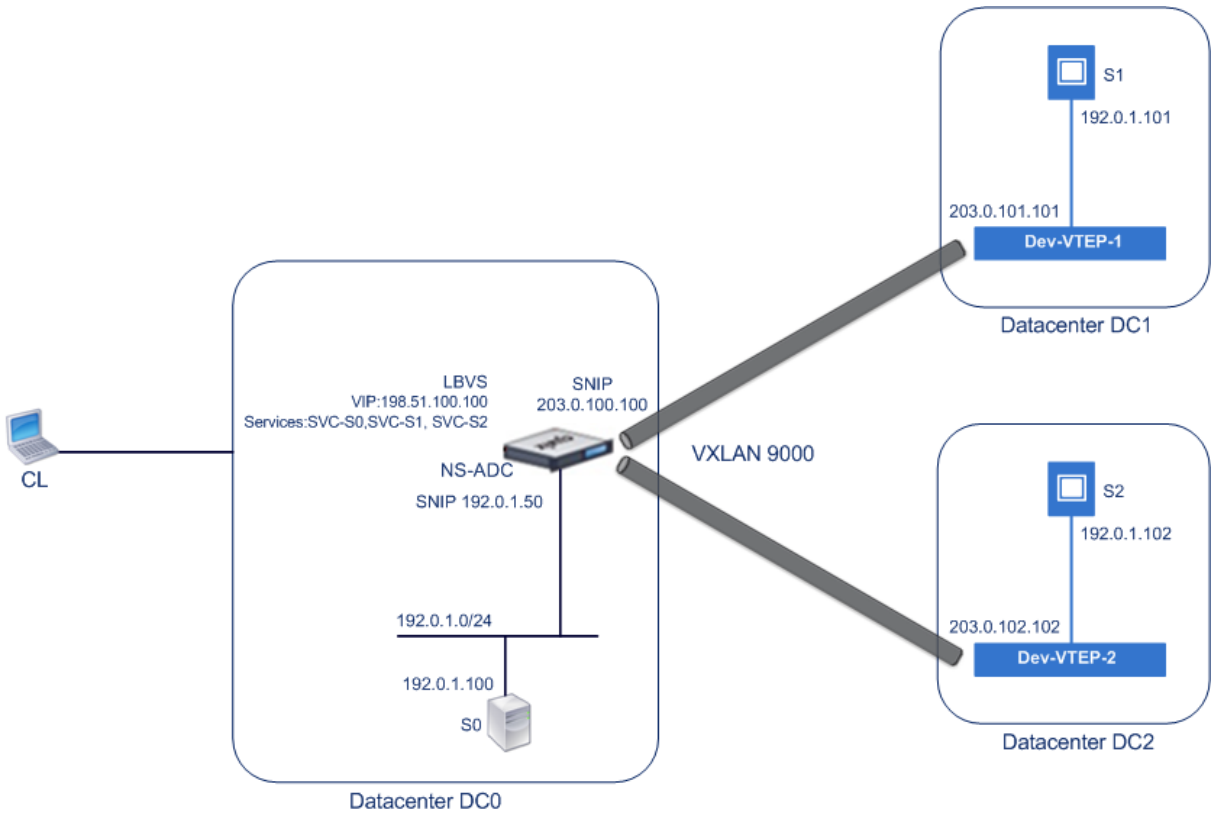 S1
192.0.1.101
203.0.101.101
Dev-VTEP-1
Datacenter DC1
LBVS
VIP:198.51.100.100
Services:SVC-S0,SVC-S1, SVC-S2
SNIP
203.0.100.100
NS-ADC
SNIP 192.0.1.50
VXLAN 9000
CL
S2
192.0.1.102
203.0.102.102
Dev-VTEP-2
Datacenter DC2
192.0.1.0/24
192.0.1.100
S0
Datacenter DC0